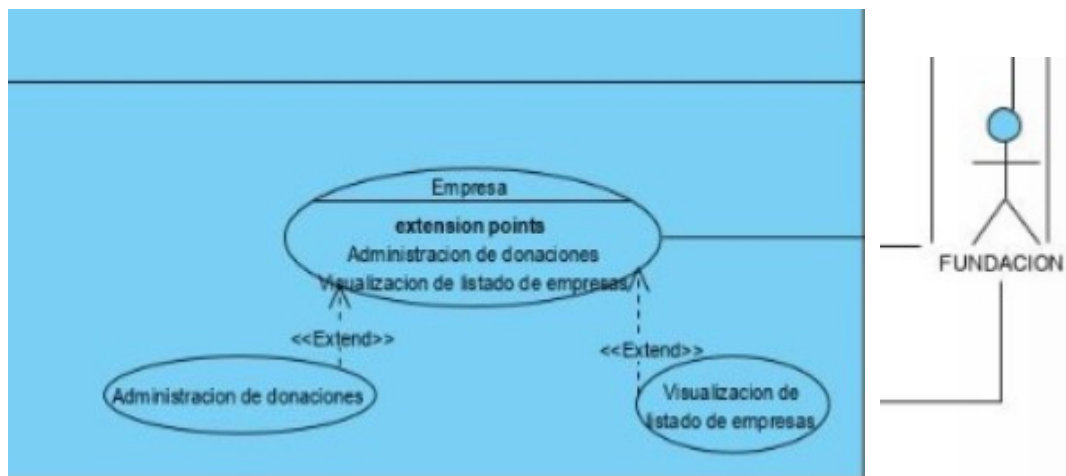 Empresa
extension points
Administracion de donaciones
Visualizacion de listado de empresas
<<Extend>>
<<Extend>>
Administracion de donaciones
Visualizacion de
listado de empresas
FUNDACION